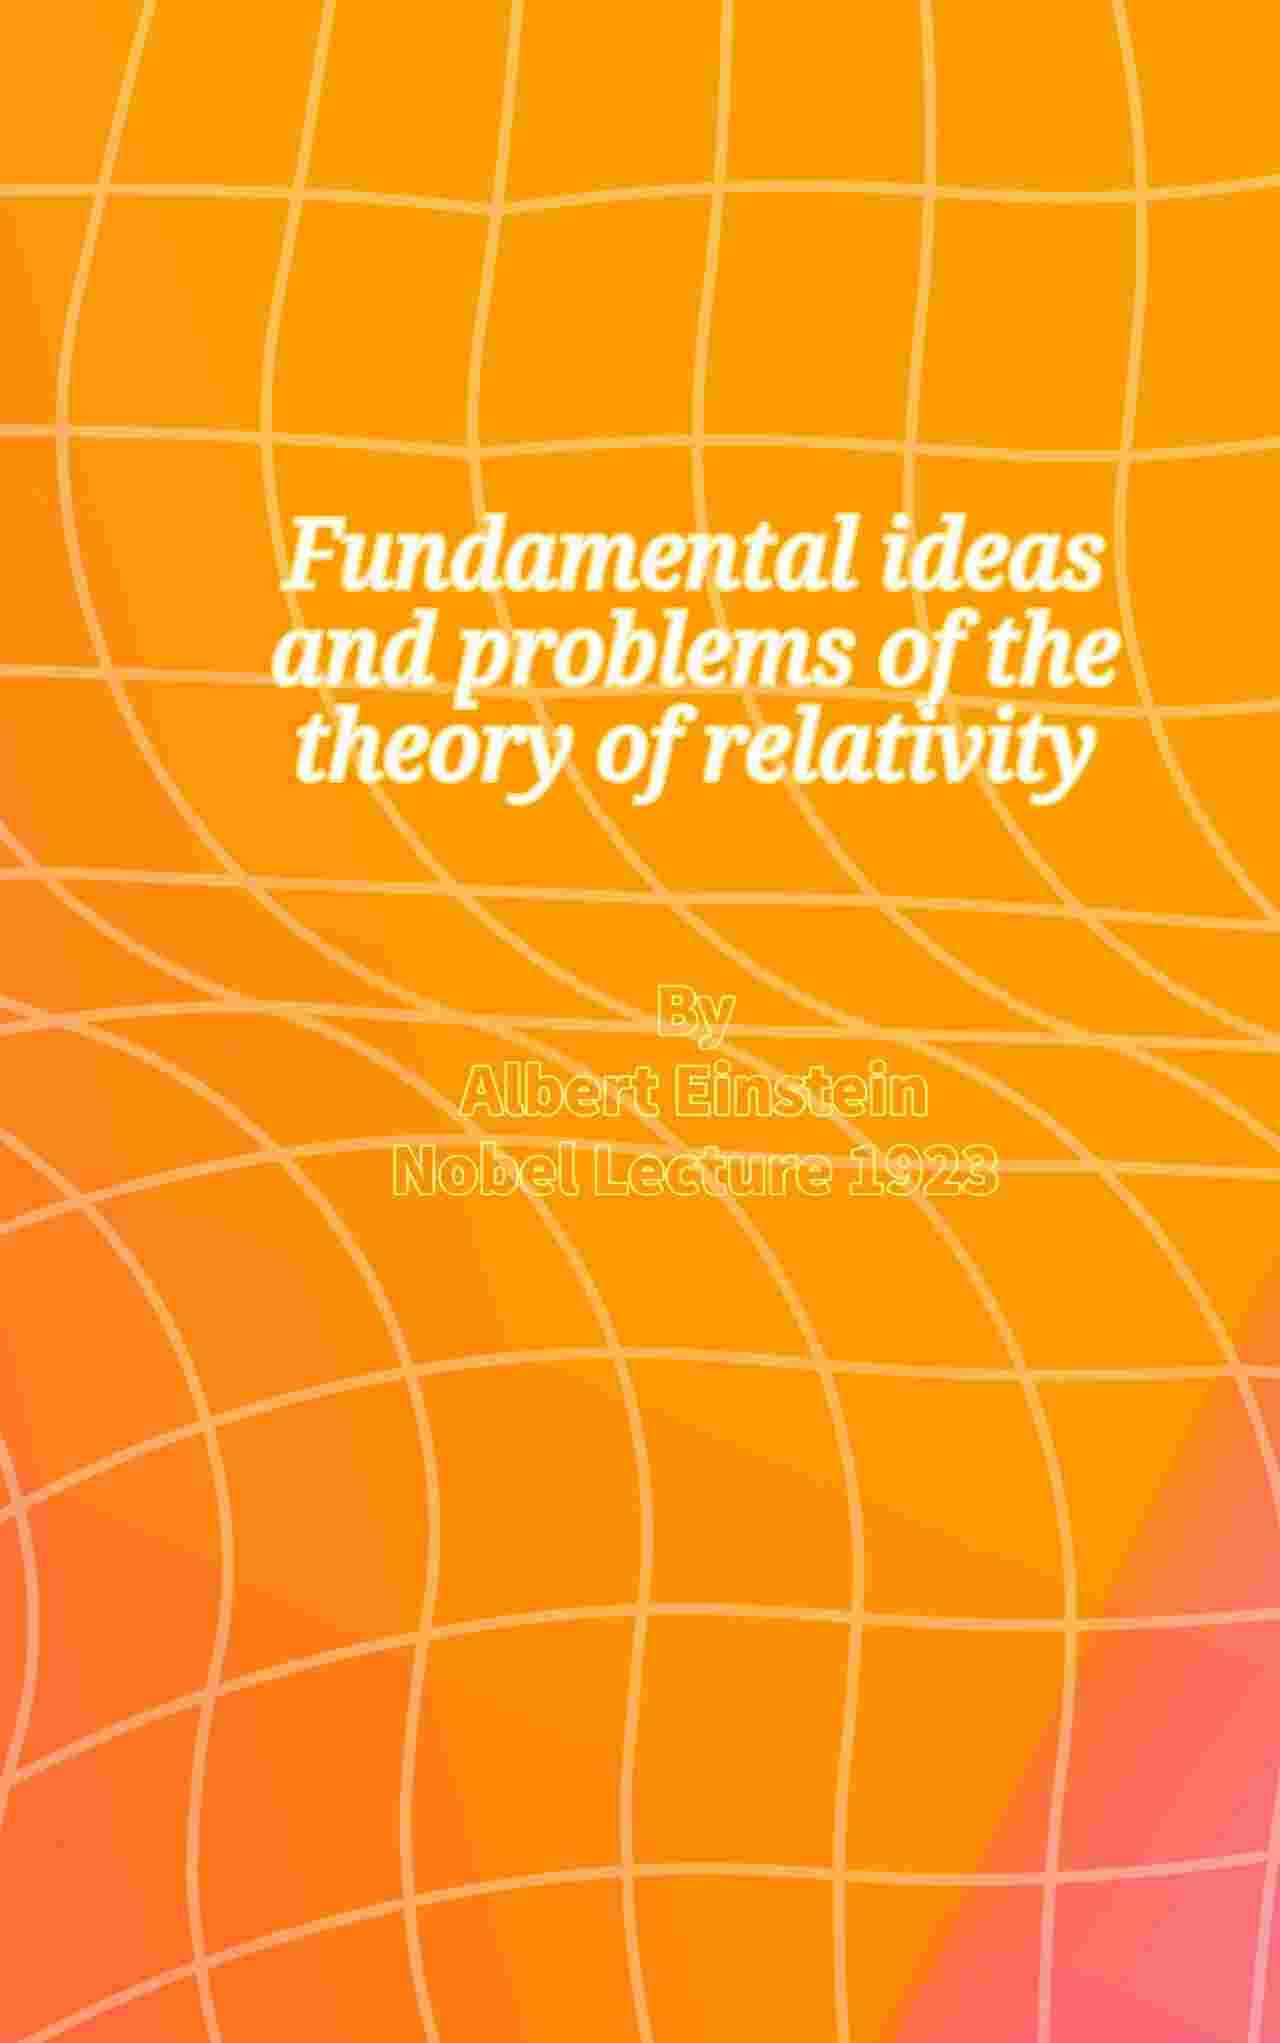 Fundamental ideas
and problems of the
theory of relativity
By
Albert Einstein
Nobel Lecture 1923